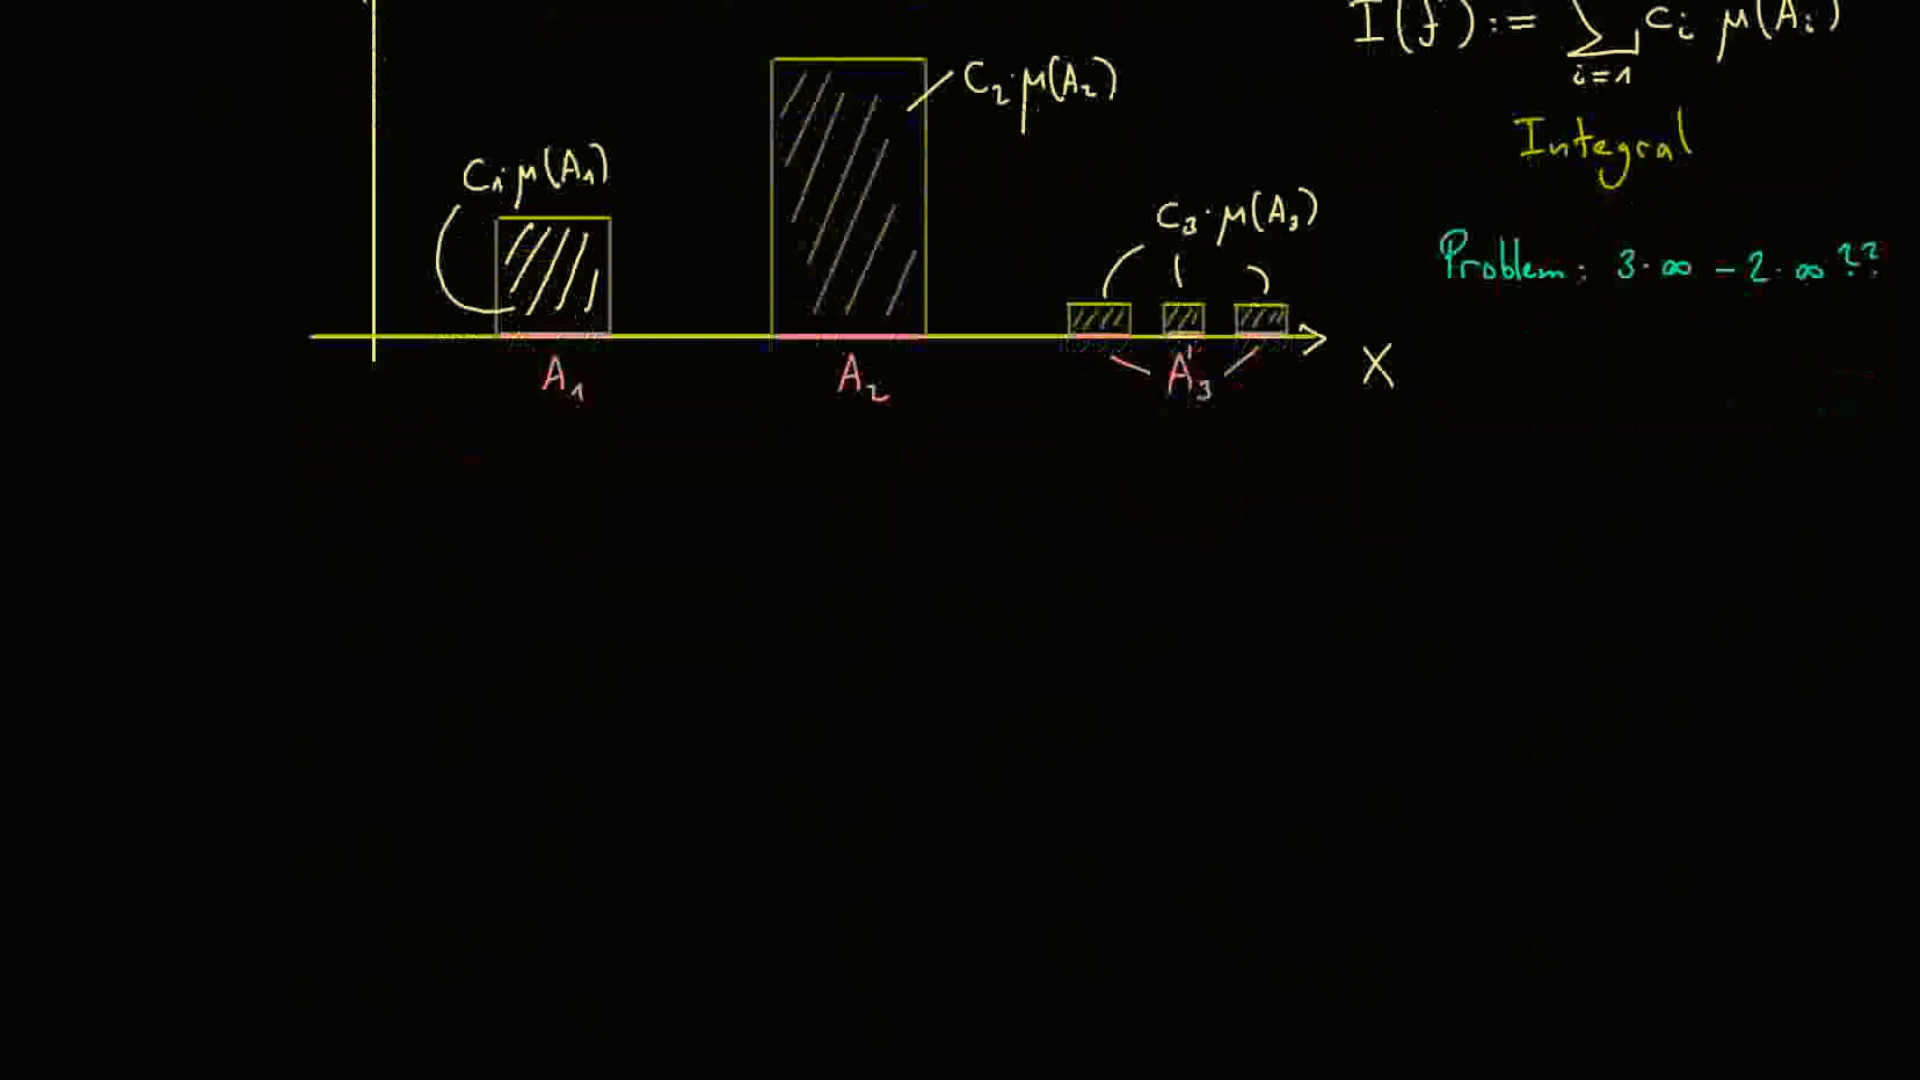 I(f) := ∑ cᵢ μ(Aᵢ)
i=1
C₂·μ(A₂)
Integral
C₁·μ(A₁)
C₃·μ(A₃)
Problem: 3·∞ - 2·∞ ??
X
A₁ A₂ A₃